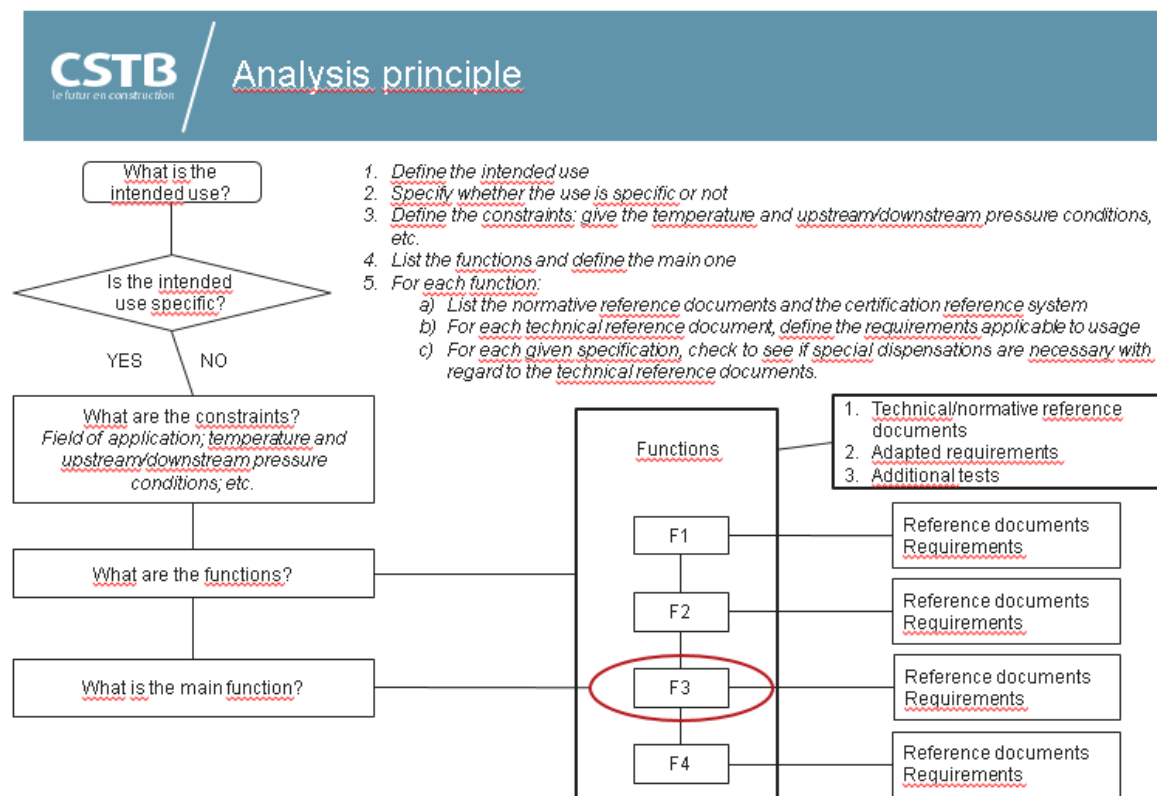 CSTB
le futur en construction
Analysis principle
What is the
intended use?
1. Define the intended use
2. Specify whether the use is specific or not
3. Define the constraints: give the temperature and upstream/downstream pressure conditions,
etc.
4. List the functions and define the main one
5. For each function:
a) List the normative reference documents and the certification reference system
b) For each technical reference document, define the requirements applicable to usage
c) For each given specification, check to see if special dispensations are necessary with
regard to the technical reference documents.
Is the intended
use specific?
YES
NO
What are the constraints?
Field of application; temperature and
upstream/downstream pressure
conditions; etc.
What are the functions?
What is the main function?
Functions
F1
F2
F3
F4
1. Technical/normative reference
documents
2. Adapted requirements
3. Additional tests
Reference documents
Requirements
Reference documents
Requirements
Reference documents
Requirements
Reference documents
Requirements